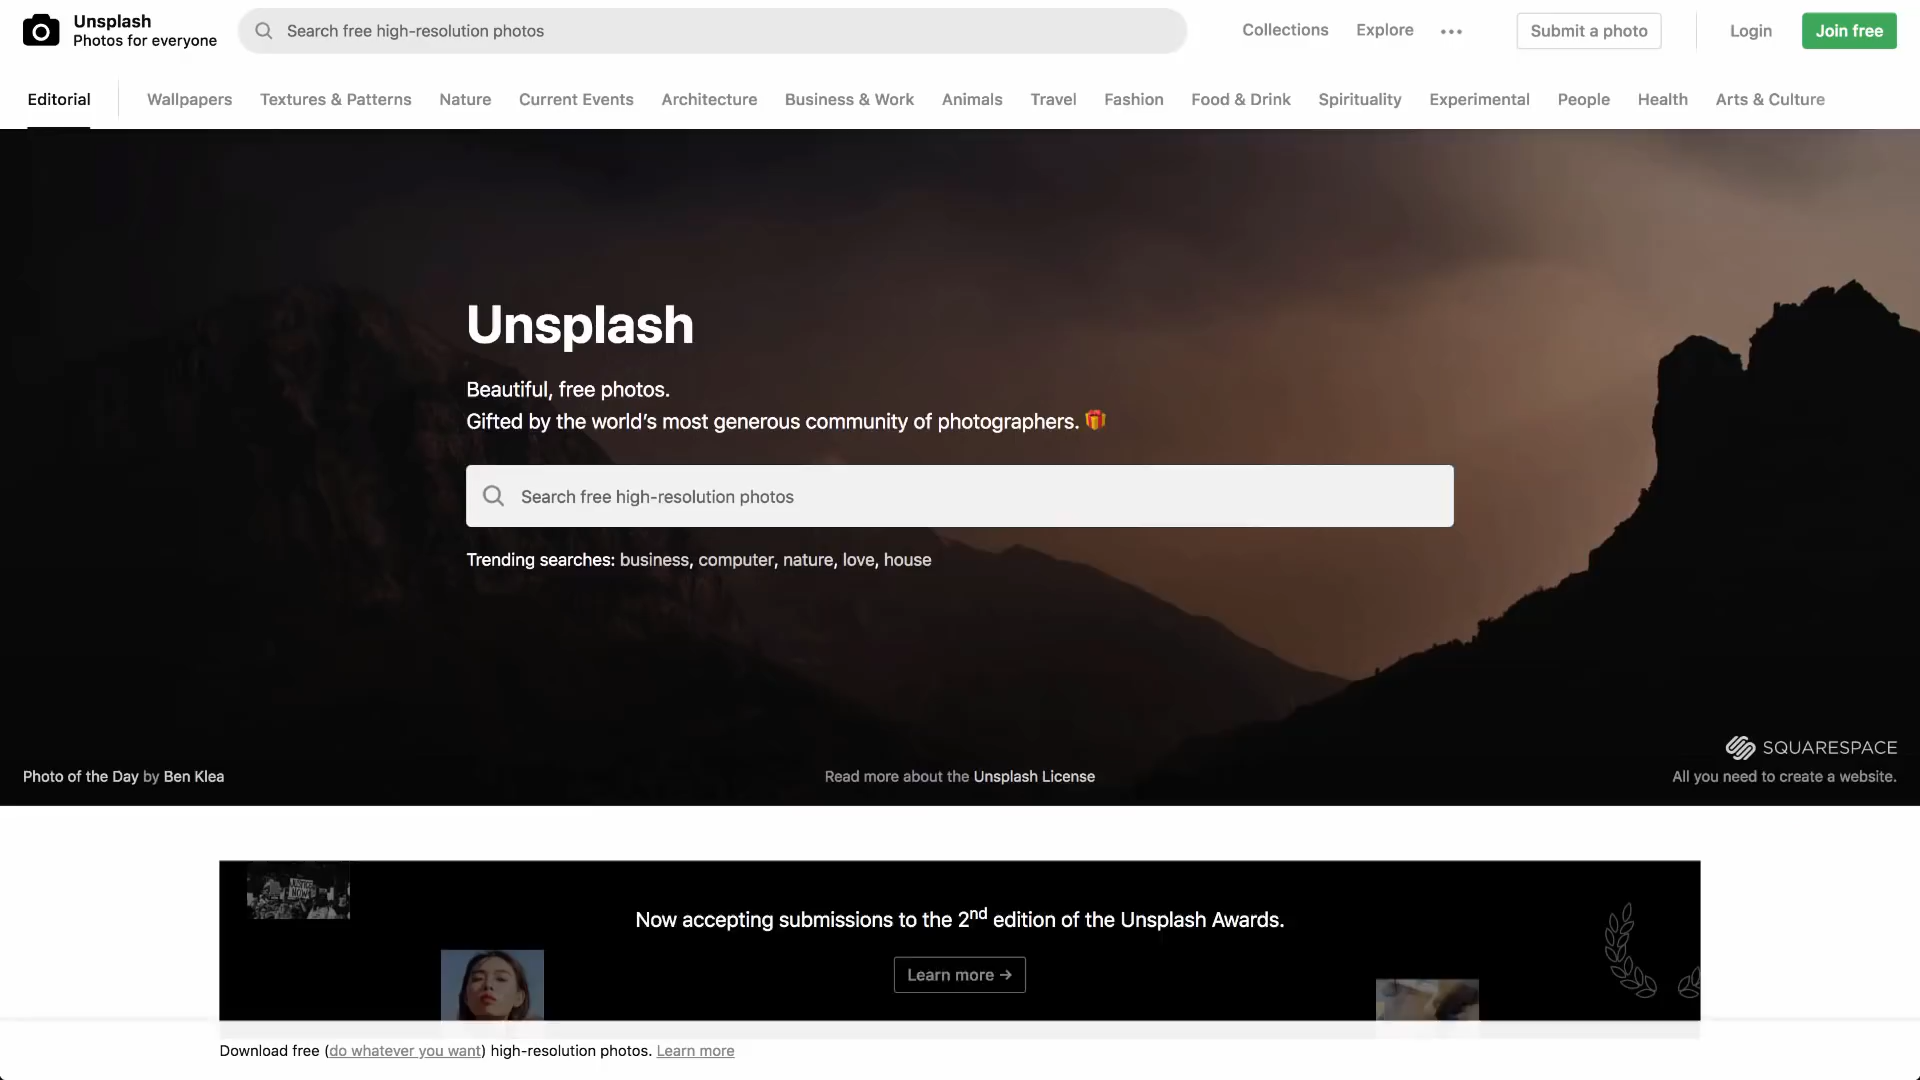 Unsplash
Photos for everyone
Search free high-resolution photos
Collections
Explore
Submit a photo
Login
Join free
Editorial
Wallpapers
Textures & Patterns
Nature
Current Events
Architecture
Business & Work
Animals
Travel
Fashion
Food & Drink
Spirituality
Experimental
People
Health
Arts & Culture
Unsplash
Beautiful, free photos.
Gifted by the world’s most generous community of photographers. 🎁
Search free high-resolution photos
Trending searches: business, computer, nature, love, house
SQUARESPACE
Photo of the Day by Ben Klea
Read more about the Unsplash License
All you need to create a website.
Now accepting submissions to the 2nd edition of the Unsplash Awards.
Learn more →
Download free (do whatever you want) high-resolution photos. Learn more